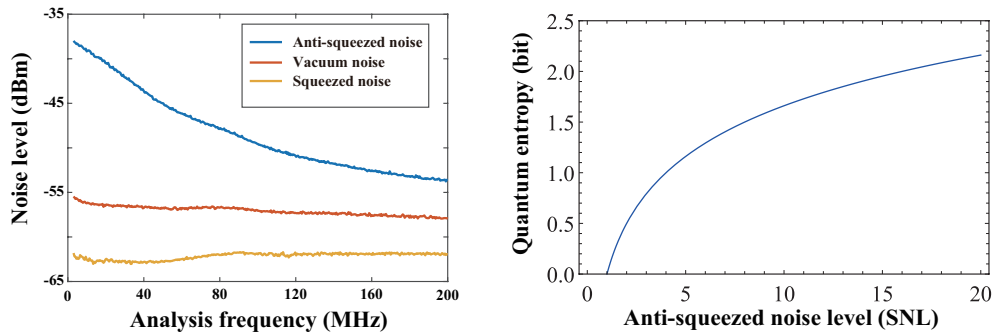 -35
-45
-55
-65
Noise level (dBm)
Anti-squeezed noise
Vacuum noise
Squeezed noise
3 40 80 120 160 200
Analysis frequency (MHz)
2.5
2.0
1.5
1.0
0.5
0.0
Quantum entropy (bit)
0 5 10 15 20
Anti-squeezed noise level (SNL)